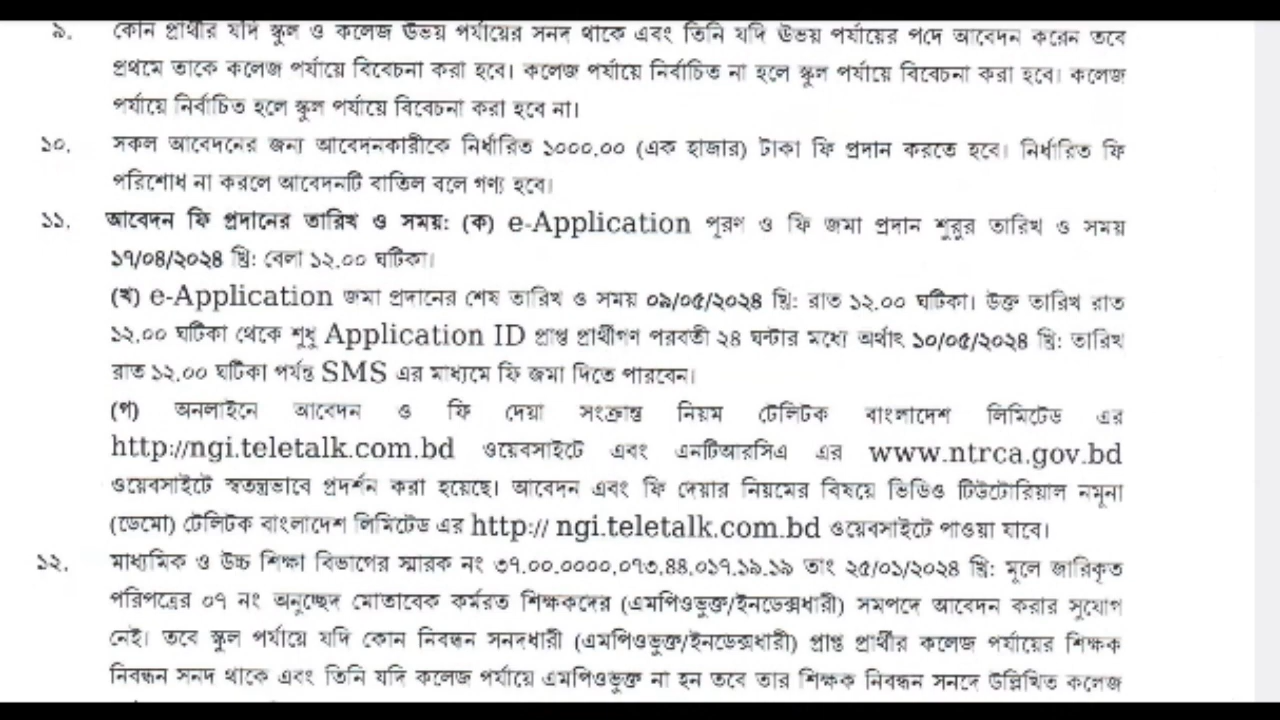 ৯. কোন প্রার্থীর যদি স্কুল ও কলেজ উভয় পর্যায়ের সনদ থাকে এবং তিনি যদি উভয় পর্যায়ের পদে আবেদন করেন তবে
প্রথমে তাকে কলেজ পর্যায়ে বিবেচনা করা হবে। কলেজ পর্যায়ে নির্বাচিত না হলে স্কুল পর্যায়ে বিবেচনা করা হবে। কলেজ
পর্যায়ে নির্বাচিত হলে স্কুল পর্যায়ে বিবেচনা করা হবে না।
১০. সকল আবেদনের জন্য আবেদনকারীকে নির্ধারিত ১০০০.০০ (এক হাজার) টাকা ফি প্রদান করতে হবে। নির্ধারিত ফি
পরিশোধ না করলে আবেদনটি বাতিল বলে গণ্য হবে।
১১. আবেদন ফি প্রদানের তারিখ ও সময়: (ক) e-Application পূরণ ও ফি জমা প্রদান শুরুর তারিখ ও সময়
১৭/০৪/২০২৪ খ্রি: বেলা ১২.০০ ঘটিকা।
(খ) e-Application জমা প্রদানের শেষ তারিখ ও সময় ০৯/০৫/২০২৪ খ্রি: রাত ১২.০০ ঘটিকা। উক্ত তারিখ রাত
১২.০০ ঘটিকা থেকে শুধু Application ID প্রাপ্ত প্রার্থীগণ পরবর্তী ২৪ ঘন্টার মধ্যে অর্থাৎ ১০/০৫/২০২৪ খ্রি: তারিখ
রাত ১২.০০ ঘটিকা পর্যন্ত SMS এর মাধ্যমে ফি জমা দিতে পারবেন।
(গ) অনলাইনে আবেদন ও ফি দেয়া সংক্রান্ত নিয়ম টেলিটক বাংলাদেশ লিমিটেড এর
http://ngi.teletalk.com.bd ওয়েবসাইটে এবং এনটিআরসিএ এর www.ntrca.gov.bd
ওয়েবসাইটে স্বতন্ত্রভাবে প্রদর্শন করা হয়েছে। আবেদন এবং ফি দেয়ার নিয়মের বিষয়ে ভিডিও টিউটোরিয়াল নমূনা
(ডেমো) টেলিটক বাংলাদেশ লিমিটেড এর http:// ngi.teletalk.com.bd ওয়েবসাইটে পাওয়া যাবে।
১২. মাধ্যমিক ও উচ্চ শিক্ষা বিভাগের স্মারক নং ৩৭.০০.০০০০.০৭৩.৪৪.০১৭.১৯.১৯ তাং ২৫/০১/২০২৪ খ্রি: মূলে জারিকৃত
পরিপত্রের ০৭ নং অনুচ্ছেদ মোতাবেক কর্মরত শিক্ষকদের (এমপিওভুক্ত/ইনডেক্সধারী) সমপদে আবেদন করার সুযোগ
নেই। তবে স্কুল পর্যায়ে যদি কোন নিবন্ধন সনদধারী (এমপিওভুক্ত/ইনডেক্সধারী) প্রাপ্ত প্রার্থীর কলেজ পর্যায়ের শিক্ষক
নিবন্ধন সনদ থাকে এবং তিনি যদি কলেজ পর্যায়ে এমপিওভুক্ত না হন তবে তার শিক্ষক নিবন্ধন সনদে উল্লিখিত কলেজ